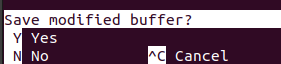 Save modified buffer?
Y Yes
N No ^C Cancel